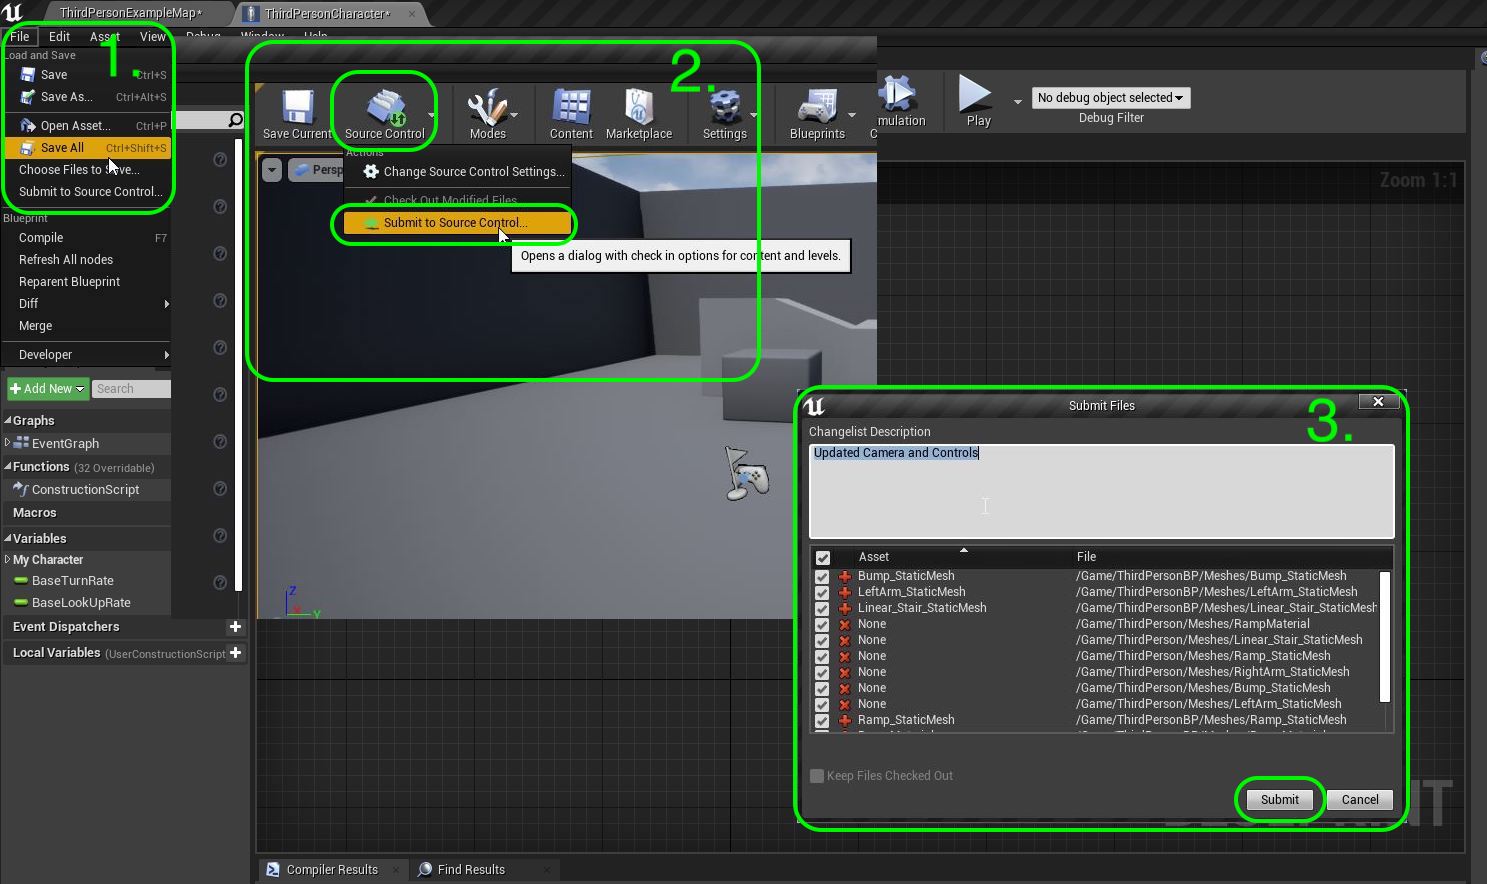 ThirdPersonExampleMap*
ThirdPersonCharacter*
File Edit Asset View Debug Window Help
1.
Load and Save
Save Ctrl+S
Save As... Ctrl+Alt+S
Open Asset... Ctrl+P
Save All Ctrl+Shift+S
Choose Files to Save...
Submit to Source Control...
Blueprint
Compile F7
Refresh All nodes
Reparent Blueprint
Diff
Merge
Developer
Add New Search
Graphs
EventGraph
Functions (32 Overridable)
ConstructionScript
Macros
Variables
My Character
BaseTurnRate
BaseLookUpRate
Event Dispatchers
Local Variables (UserConstructionScript
2.
Save Current Source Control Modes Content Marketplace Settings Blueprints
mulation Play
No debug object selected
Debug Filter
Zoom 1:1
Persp
Actions
Change Source Control Settings...
Check Out Modified Files
Submit to Source Control...
Opens a dialog with check in options for content and levels.
Z
X
Y
3.
Submit Files
Changelist Description
Updated Camera and Controls
Asset File
Bump_StaticMesh /Game/ThirdPersonBP/Meshes/Bump_StaticMesh
LeftArm_StaticMesh /Game/ThirdPersonBP/Meshes/LeftArm_StaticMesh
Linear_Stair_StaticMesh /Game/ThirdPersonBP/Meshes/Linear_Stair_StaticMesh
None /Game/ThirdPerson/Meshes/RampMaterial
None /Game/ThirdPerson/Meshes/Linear_Stair_StaticMesh
None /Game/ThirdPerson/Meshes/Ramp_StaticMesh
None /Game/ThirdPerson/Meshes/RightArm_StaticMesh
None /Game/ThirdPerson/Meshes/Bump_StaticMesh
None /Game/ThirdPerson/Meshes/LeftArm_StaticMesh
Ramp_StaticMesh /Game/ThirdPersonBP/Meshes/Ramp_StaticMesh
Keep Files Checked Out
Submit Cancel
Compiler Results
Find Results